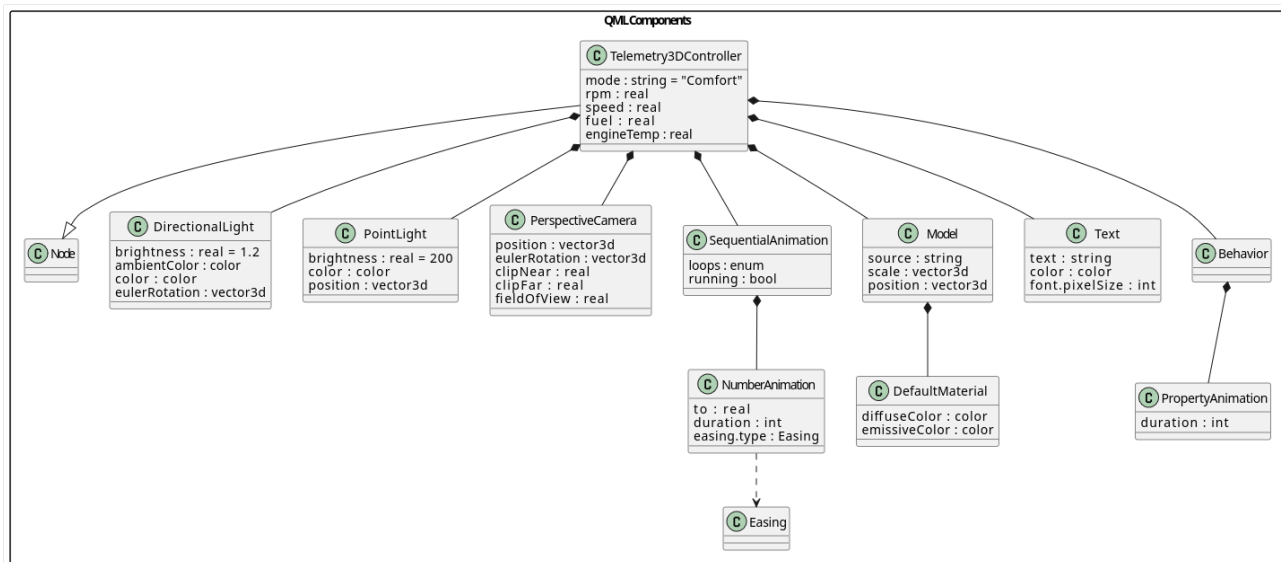 QMLComponents
C Telemetry3DController
mode : string = "Comfort"
rpm : real
speed : real
fuel : real
engineTemp : real
C Node
C DirectionalLight
brightness : real = 1.2
ambientColor : color
color : color
eulerRotation : vector3d
C PointLight
brightness : real = 200
color : color
position : vector3d
C PerspectiveCamera
position : vector3d
eulerRotation : vector3d
clipNear : real
clipFar : real
fieldOfView : real
C SequentialAnimation
loops : enum
running : bool
C Model
source : string
scale : vector3d
position : vector3d
C Text
text : string
color : color
font.pixelSize : int
C Behavior
C NumberAnimation
to : real
duration : int
easing.type : Easing
C DefaultMaterial
diffuseColor : color
emissiveColor : color
C PropertyAnimation
duration : int
C Easing